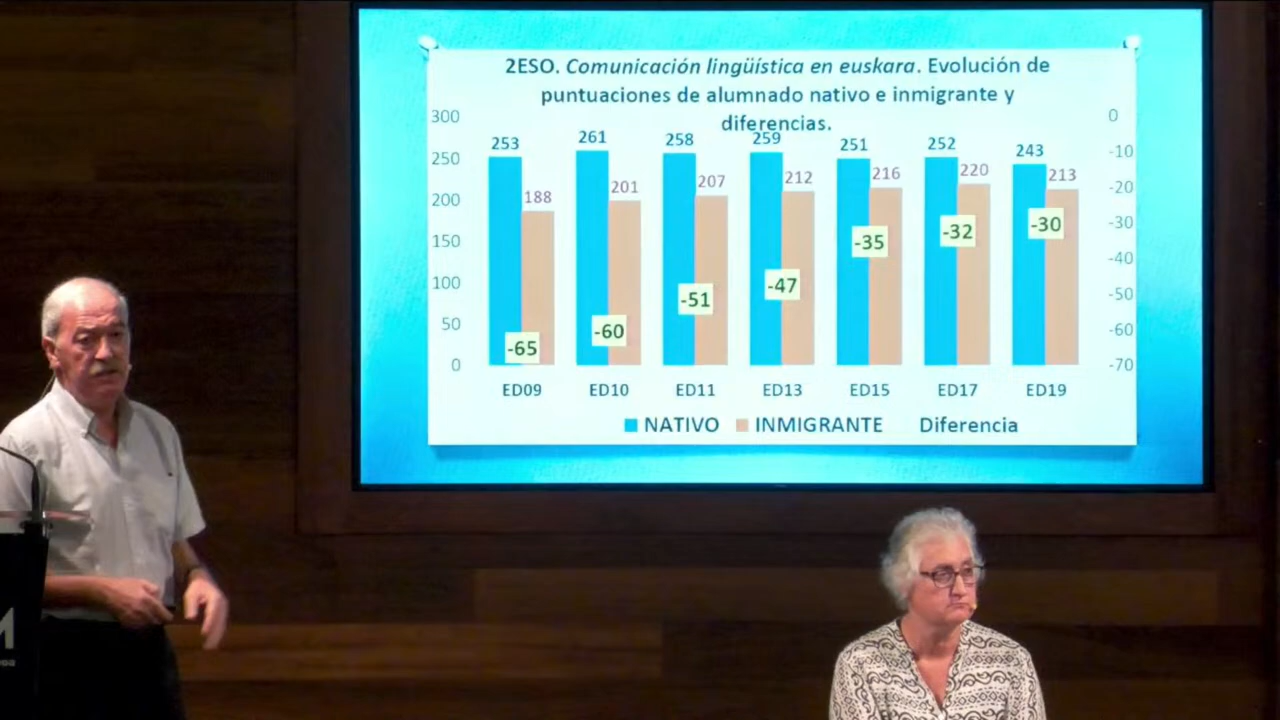 2ESO. Comunicación lingüística en euskara. Evolución de
puntuaciones de alumnado nativo e inmigrante y
diferencias.
300 0
253 261 258 259 251 252 243
250 -10
188 201 207 212 216 220 213
200 -20
150 -30
100 -40
50 -50
-60
0 -70
-65 -60 -51 -47 -35 -32 -30
ED09 ED10 ED11 ED13 ED15 ED17 ED19
NATIVO INMIGRANTE Diferencia